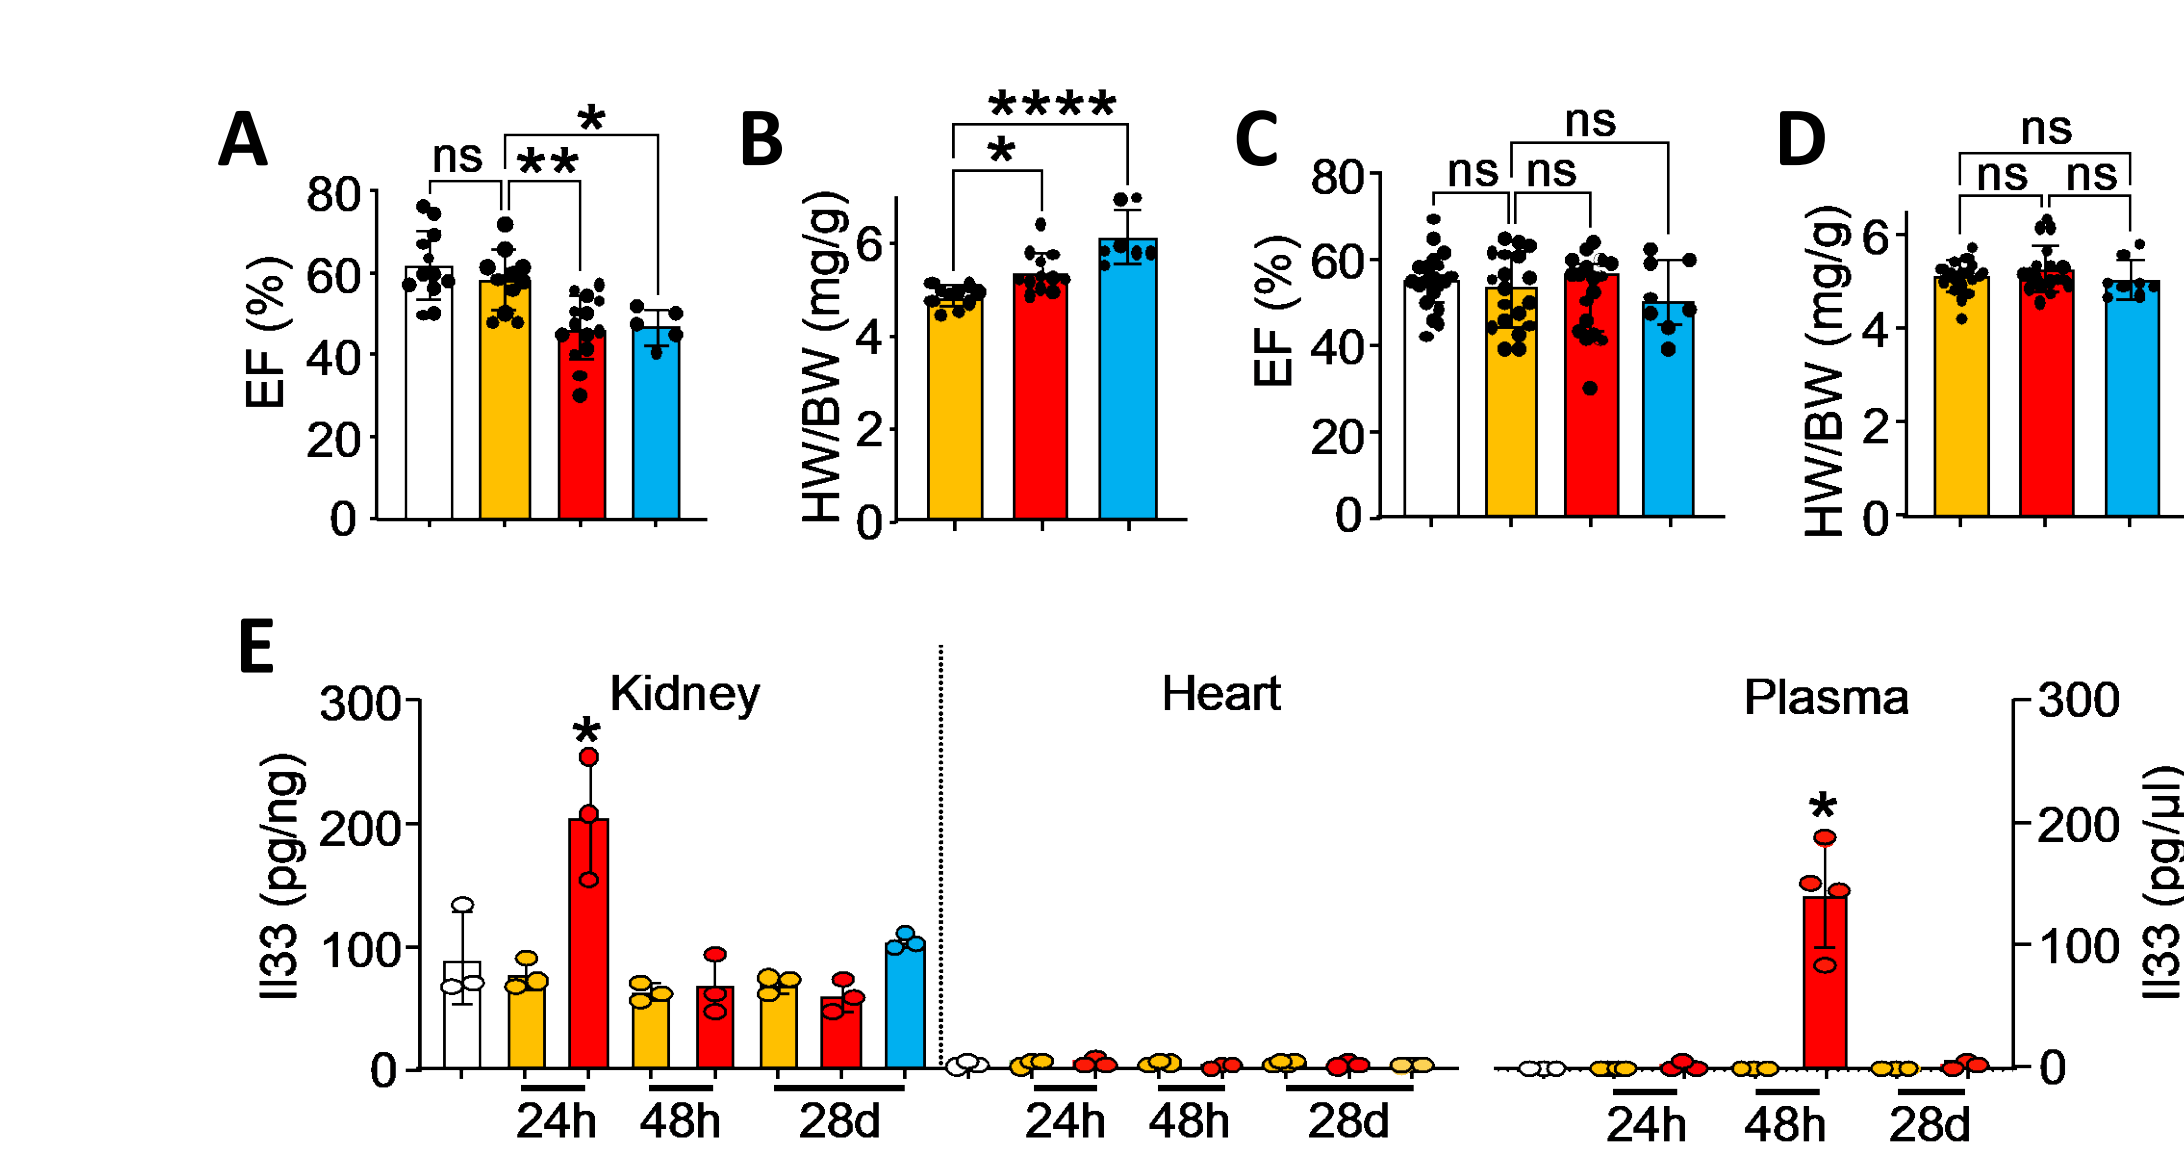 A
ns
**
*
EF (%)
80
60
40
20
0
B
****
*
HW/BW (mg/g)
6
4
2
0
C
ns
ns
ns
EF (%)
80
60
40
20
0
D
ns
ns
ns
HW/BW (mg/g)
6
4
2
0
E
Kidney
Heart
Plasma
Il33 (pg/ng)
300
200
100
0
*
24h
48h
28d
24h
48h
28d
*
24h
48h
28d
300
200
100
0
Il33 (pg/µl)